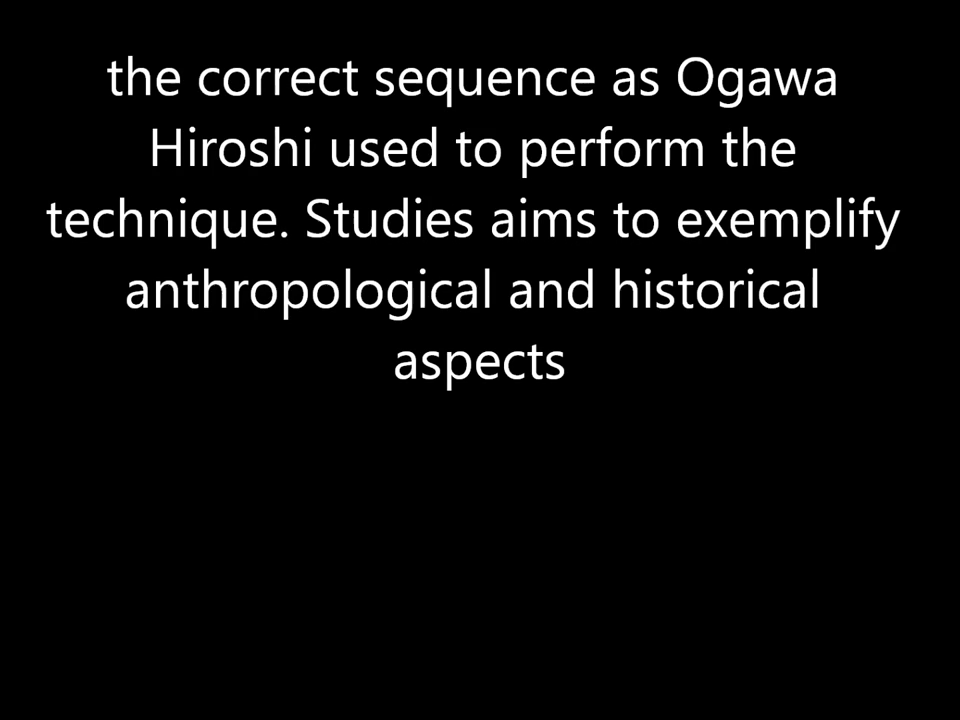 the correct sequence as Ogawa
Hiroshi used to perform the
technique. Studies aims to exemplify
anthropological and historical
aspects